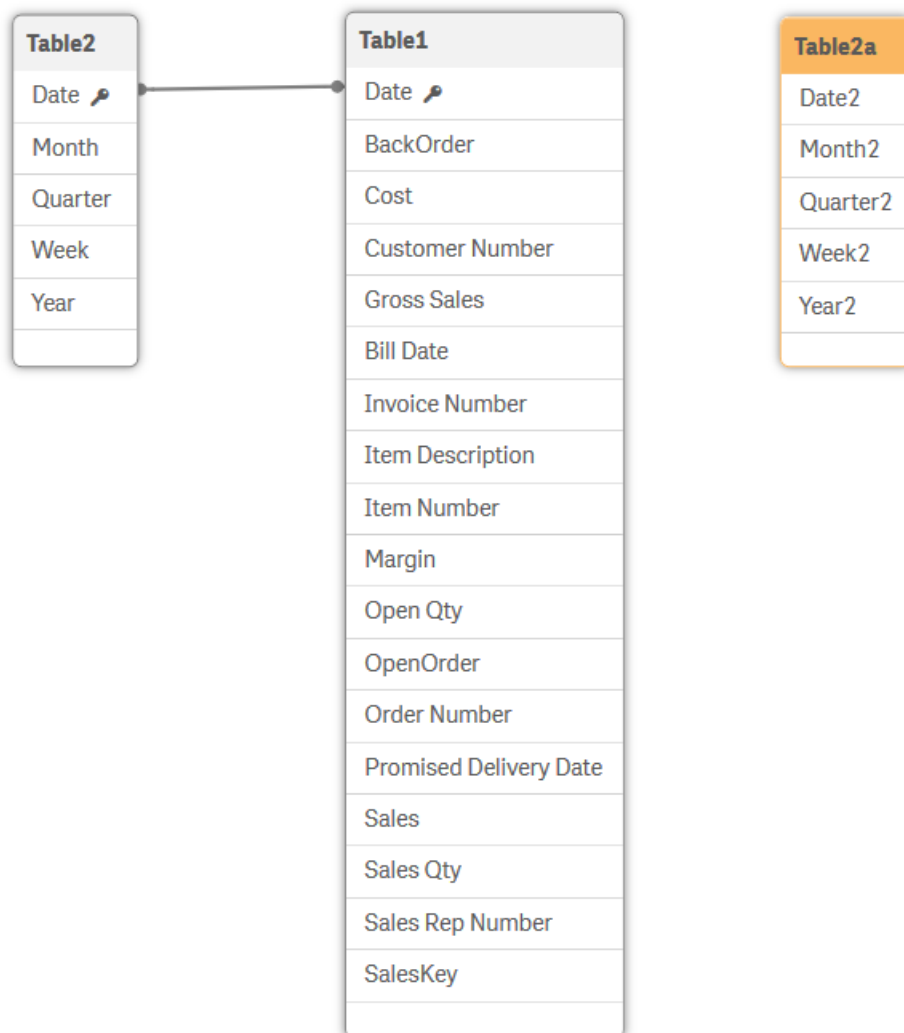 Table2
Date
Month
Quarter
Week
Year
Table1
Date
BackOrder
Cost
Customer Number
Gross Sales
Bill Date
Invoice Number
Item Description
Item Number
Margin
Open Qty
OpenOrder
Order Number
Promised Delivery Date
Sales
Sales Qty
Sales Rep Number
SalesKey
Table2a
Date2
Month2
Quarter2
Week2
Year2